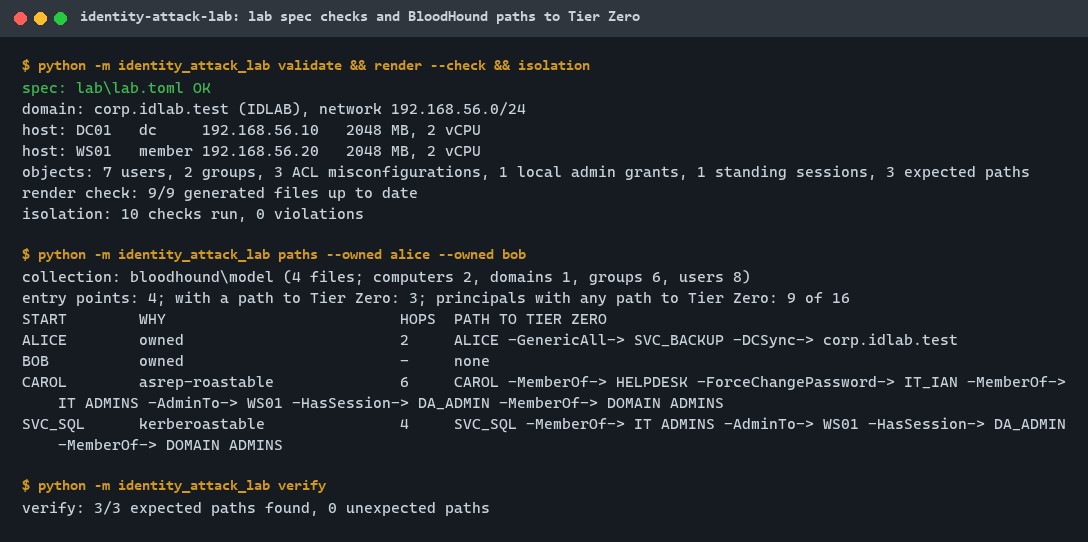 identity-attack-lab: lab spec checks and BloodHound paths to Tier Zero
$ python -m identity_attack_lab validate && render --check && isolation
spec: lab\lab.toml OK
domain: corp.idlab.test (IDLAB), network 192.168.56.0/24
host: DC01   dc     192.168.56.10   2048 MB, 2 vCPU
host: WS01   member 192.168.56.20   2048 MB, 2 vCPU
objects: 7 users, 2 groups, 3 ACL misconfigurations, 1 local admin grants, 1 standing sessions, 3 expected paths
render check: 9/9 generated files up to date
isolation: 10 checks run, 0 violations
$ python -m identity_attack_lab paths --owned alice --owned bob
collection: bloodhound\model (4 files; computers 2, domains 1, groups 6, users 8)
entry points: 4; with a path to Tier Zero: 3; principals with any path to Tier Zero: 9 of 16
START        WHY                          HOPS  PATH TO TIER ZERO
ALICE        owned                        2     ALICE -GenericAll-> SVC_BACKUP -DCSync-> corp.idlab.test
BOB          owned                        -     none
CAROL        asrep-roastable              6     CAROL -MemberOf-> HELPDESK -ForceChangePassword-> IT_IAN -MemberOf->
    IT ADMINS -AdminTo-> WS01 -HasSession-> DA_ADMIN -MemberOf-> DOMAIN ADMINS
SVC_SQL      kerberoastable               4     SVC_SQL -MemberOf-> IT ADMINS -AdminTo-> WS01 -HasSession-> DA_ADMIN
    -MemberOf-> DOMAIN ADMINS
$ python -m identity_attack_lab verify
verify: 3/3 expected paths found, 0 unexpected paths